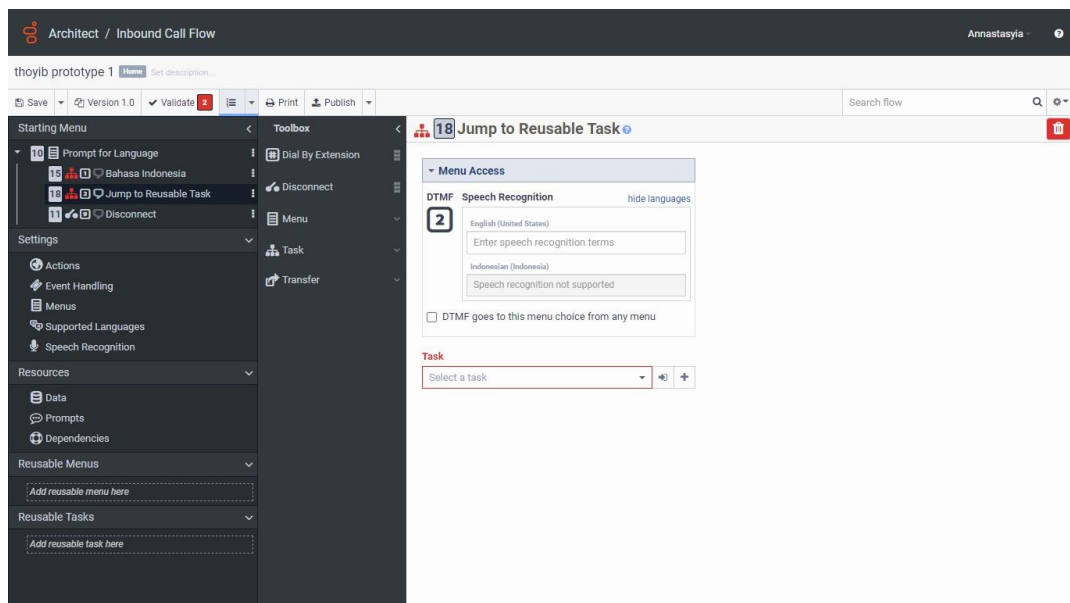 Architect / Inbound Call Flow
Annastasyia
thoyib prototype 1 Home Set description...
Save Version 1.0 Validate 2 Print Publish Search flow
Starting Menu
10 Prompt for Language
15 1 Bahasa Indonesia
18 2 Jump to Reusable Task
11 Disconnect
Settings
Actions
Event Handling
Menus
Supported Languages
Speech Recognition
Resources
Data
Prompts
Dependencies
Reusable Menus
Add reusable menu here
Reusable Tasks
Add reusable task here
Toolbox
# Dial By Extension
Disconnect
Menu
Task
Transfer
18 Jump to Reusable Task ?
Menu Access
DTMF Speech Recognition hide languages
2
English (United States)
Enter speech recognition terms
Indonesian (Indonesia)
Speech recognition not supported
DTMF goes to this menu choice from any menu
Task
Select a task